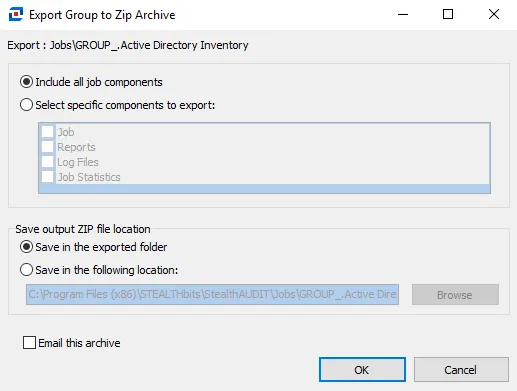 Export Group to Zip Archive
Export : Jobs\GROUP_.Active Directory Inventory
Include all job components
Select specific components to export:
Job
Reports
Log Files
Job Statistics
Save output ZIP file location
Save in the exported folder
Save in the following location:
C:\Program Files (x86)\STEALTHbits\StealthAUDIT\Jobs\GROUP_.Active Dire
Browse
Email this archive
OK
Cancel